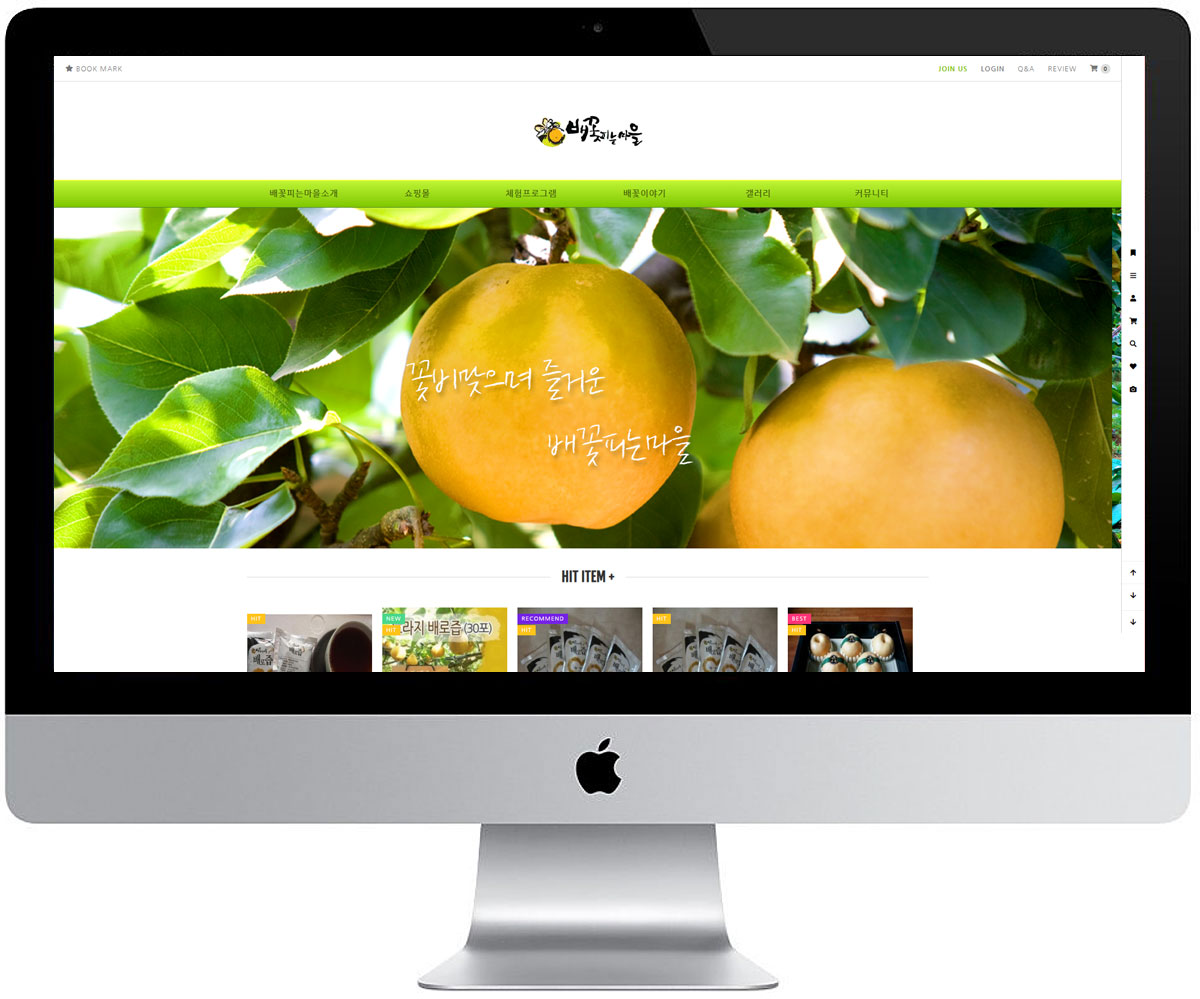 BOOK MARK
JOIN US LOGIN Q&A REVIEW 0
배꽃피는마을
배꽃피는마을소개 쇼핑몰 체험프로그램 배꽃이야기 갤러리 커뮤니티
꽃비맞으며 즐거운
배꽃피는마을
HIT ITEM +
HIT NEW RECOMMEND HIT BEST
HIT HIT HIT
라지 배로즙 (30포)
배로즙